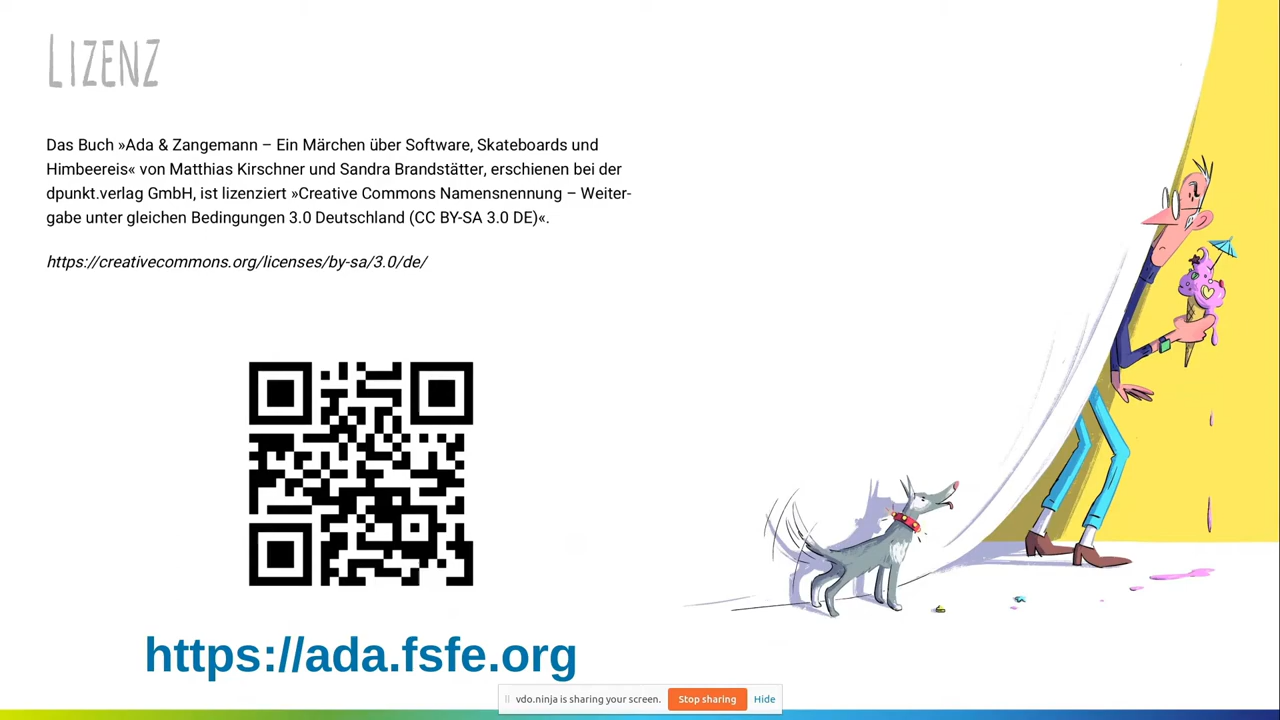 LIZENZ
Das Buch »Ada & Zangemann – Ein Märchen über Software, Skateboards und
Himbeereis« von Matthias Kirschner und Sandra Brandstätter, erschienen bei der
dpunkt.verlag GmbH, ist lizenziert »Creative Commons Namensnennung – Weiter-
gabe unter gleichen Bedingungen 3.0 Deutschland (CC BY-SA 3.0 DE)«.
https://creativecommons.org/licenses/by-sa/3.0/de/
https://ada.fsfe.org
vdo.ninja is sharing your screen. Stop sharing Hide